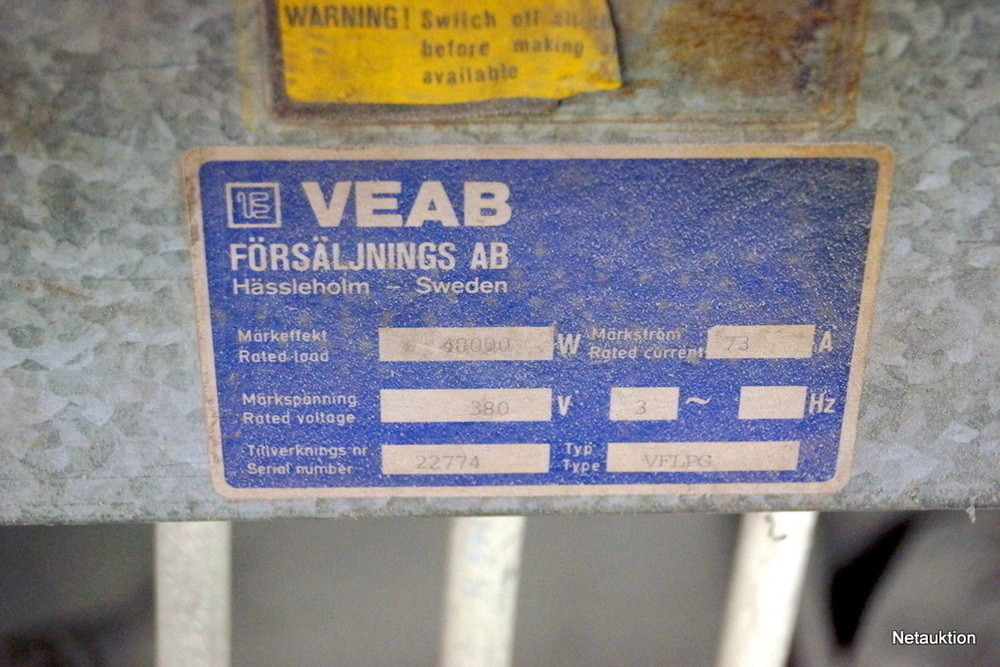 WARNING! Switch off all
before making
available
VEAB
FÖRSÄLJNINGS AB
Hässleholm – Sweden
Märkeffekt
Rated load 48000 W Märkström
Rated current 73 A
Märkspänning
Rated voltage 380 V 3 ~ Hz
Tillverknings nr
Serial number 22774 Typ
Type VFLPG
Netauktion